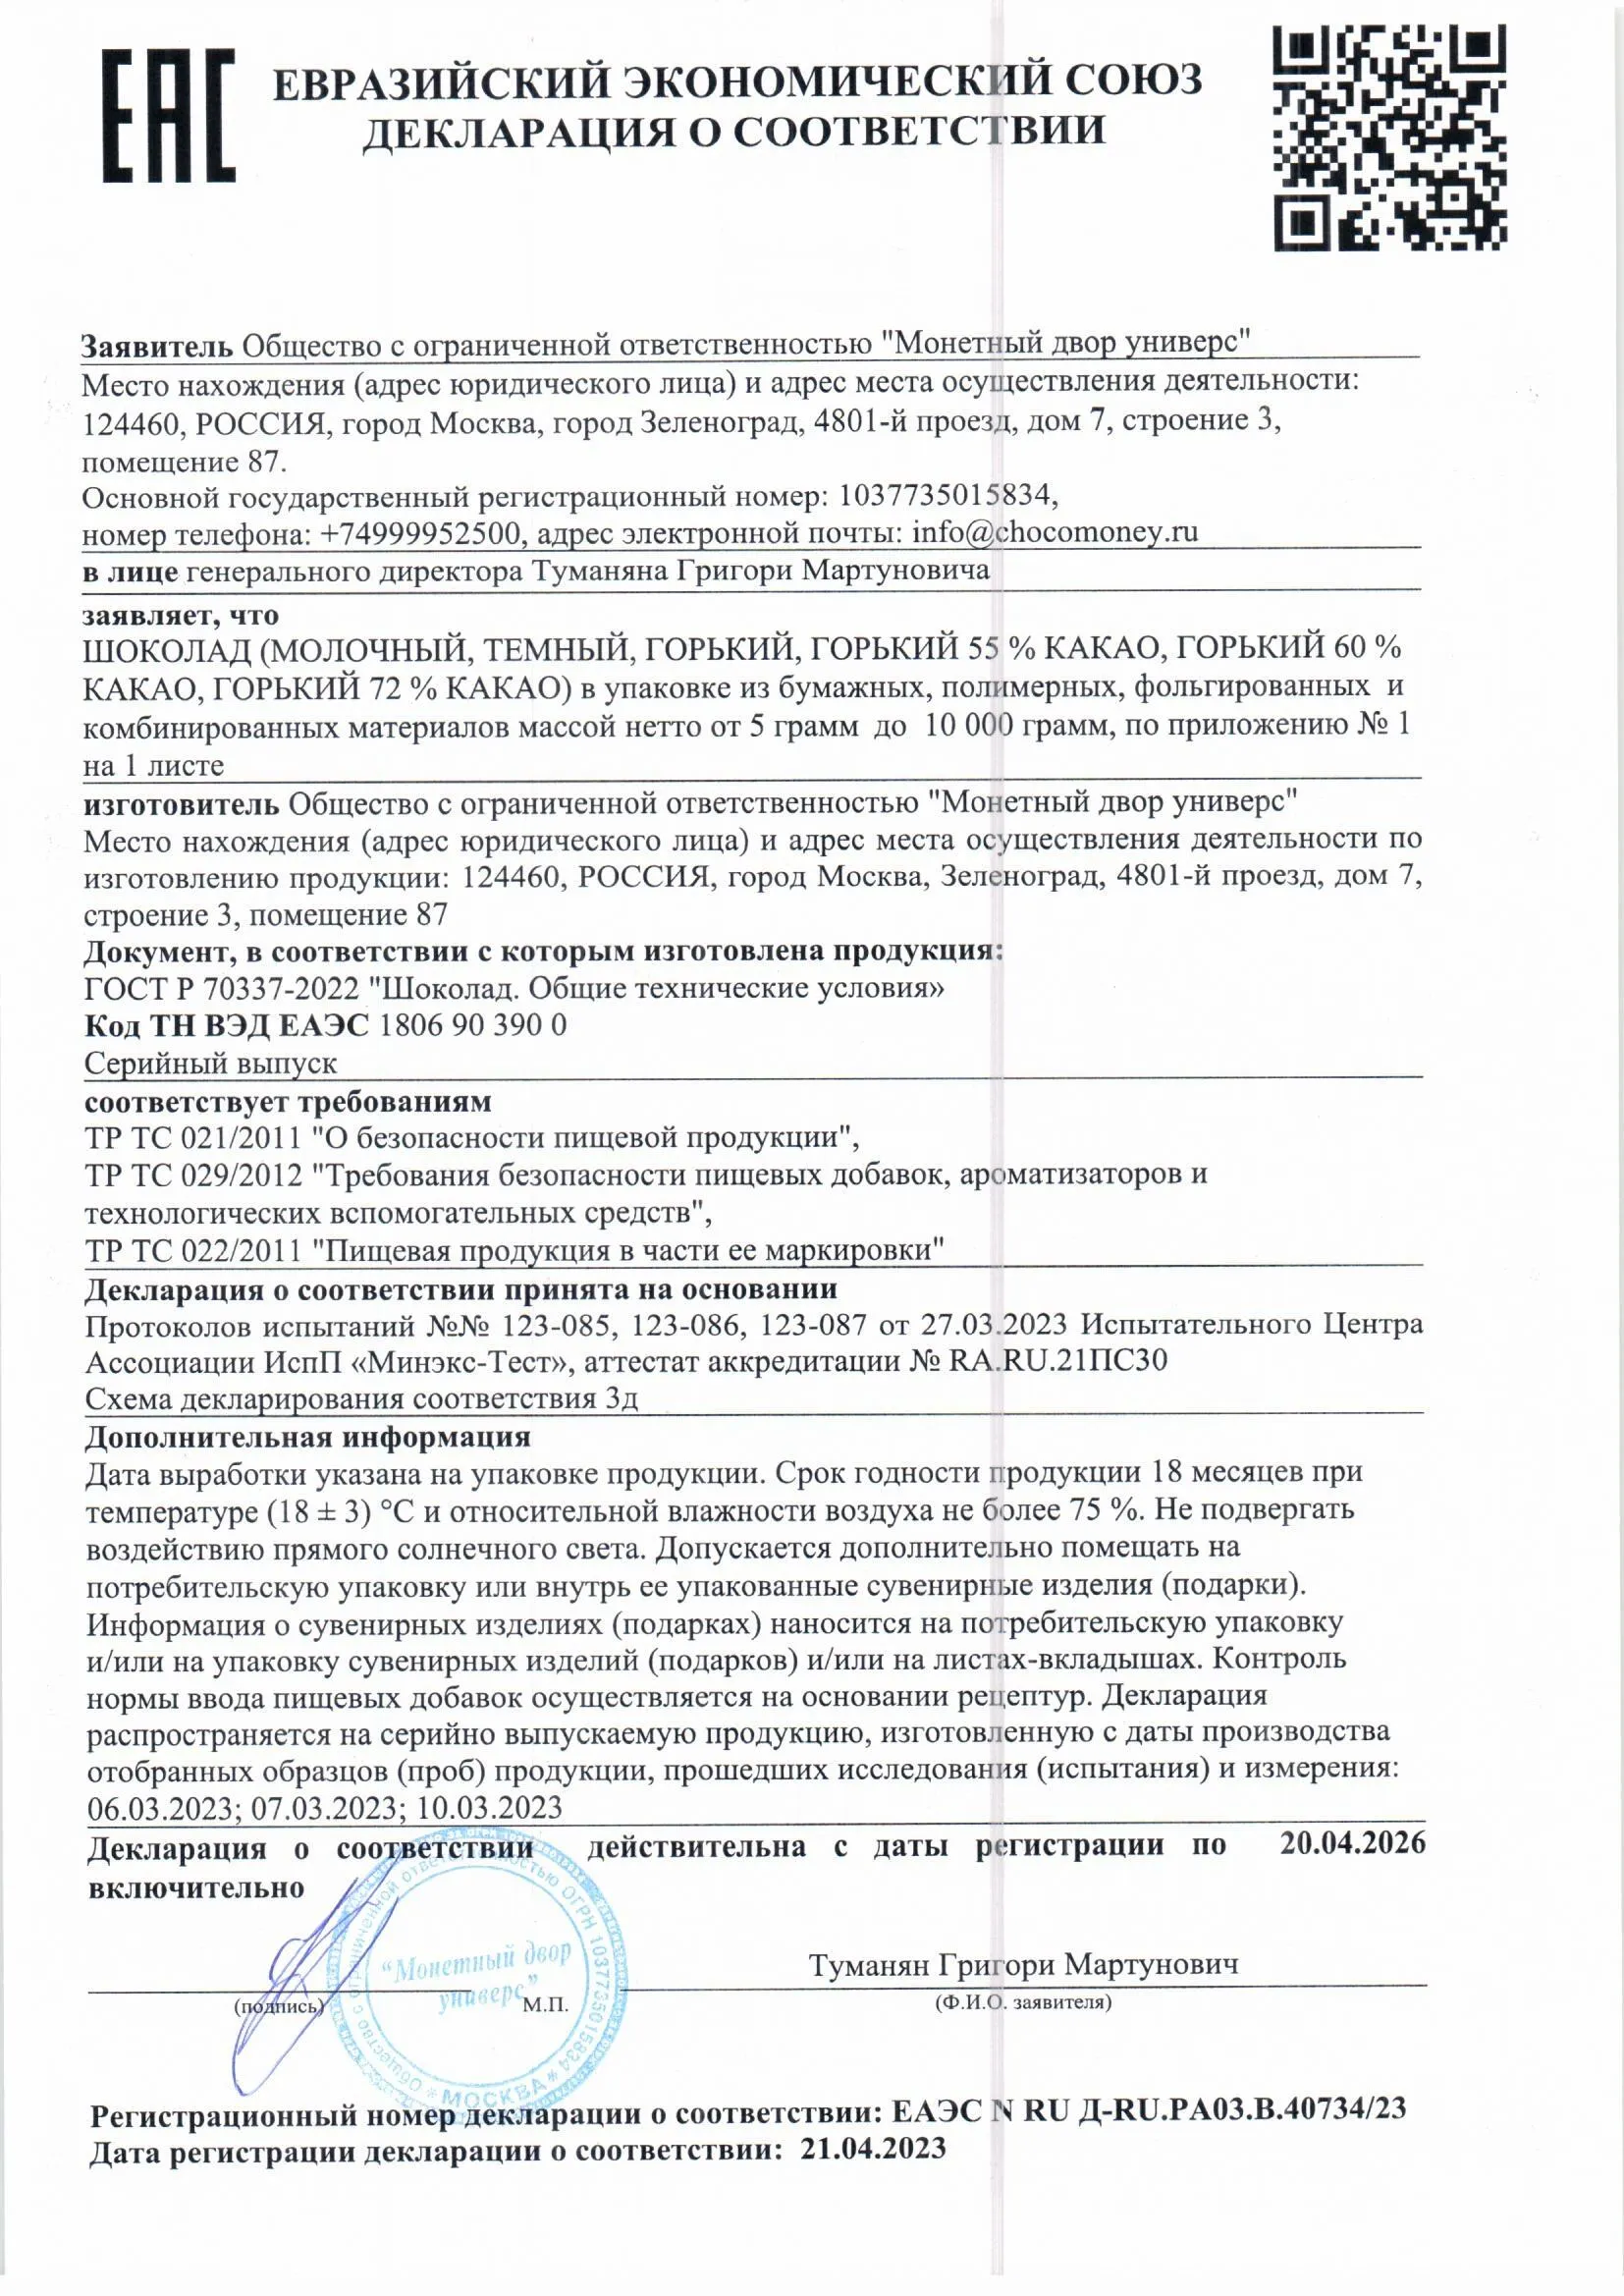 ЕАС
ЕВРАЗИЙСКИЙ ЭКОНОМИЧЕСКИЙ СОЮЗ
ДЕКЛАРАЦИЯ О СООТВЕТСТВИИ
Заявитель Общество с ограниченной ответственностью "Монетный двор универс"
Место нахождения (адрес юридического лица) и адрес места осуществления деятельности:
124460, РОССИЯ, город Москва, город Зеленоград, 4801-й проезд, дом 7, строение 3,
помещение 87.
Основной государственный регистрационный номер: 1037735015834,
номер телефона: +74999952500, адрес электронной почты: info@chocomoney.ru
в лице генерального директора Туманяна Григори Мартуновича
заявляет, что
ШОКОЛАД (МОЛОЧНЫЙ, ТЕМНЫЙ, ГОРЬКИЙ, ГОРЬКИЙ 55 % КАКАО, ГОРЬКИЙ 60 %
КАКАО, ГОРЬКИЙ 72 % КАКАО) в упаковке из бумажных, полимерных, фольгированных и
комбинированных материалов массой нетто от 5 грамм до 10 000 грамм, по приложению № 1
на 1 листе
изготовитель Общество с ограниченной ответственностью "Монетный двор универс"
Место нахождения (адрес юридического лица) и адрес места осуществления деятельности по
изготовлению продукции: 124460, РОССИЯ, город Москва, Зеленоград, 4801-й проезд, дом 7,
строение 3, помещение 87
Документ, в соответствии с которым изготовлена продукция:
ГОСТ Р 70337-2022 "Шоколад. Общие технические условия»
Код ТН ВЭД ЕАЭС 1806 90 390 0
Серийный выпуск
соответствует требованиям
ТР ТС 021/2011 "О безопасности пищевой продукции",
ТР ТС 029/2012 "Требования безопасности пищевых добавок, ароматизаторов и
технологических вспомогательных средств",
ТР ТС 022/2011 "Пищевая продукция в части ее маркировки"
Декларация о соответствии принята на основании
Протоколов испытаний №№ 123-085, 123-086, 123-087 от 27.03.2023 Испытательного Центра
Ассоциации ИспП «Минэкс-Тест», аттестат аккредитации № RA.RU.21ПС30
Схема декларирования соответствия 3д
Дополнительная информация
Дата выработки указана на упаковке продукции. Срок годности продукции 18 месяцев при
температуре (18 ± 3) °С и относительной влажности воздуха не более 75 %. Не подвергать
воздействию прямого солнечного света. Допускается дополнительно помещать на
потребительскую упаковку или внутрь ее упакованные сувенирные изделия (подарки).
Информация о сувенирных изделиях (подарках) наносится на потребительскую упаковку
и/или на упаковку сувенирных изделий (подарков) и/или на листах-вкладышах. Контроль
нормы ввода пищевых добавок осуществляется на основании рецептур. Декларация
распространяется на серийно выпускаемую продукцию, изготовленную с даты производства
отобранных образцов (проб) продукции, прошедших исследования (испытания) и измерения:
06.03.2023; 07.03.2023; 10.03.2023
Декларация о соответствии действительна с даты регистрации по 20.04.2026
включительно
Общество с ограниченной ответственностью ОГРН 1037735015834
* МОСКВА *
"Монетный двор
универс"
Туманян Григори Мартунович
(подпись) М.П. (Ф.И.О. заявителя)
Регистрационный номер декларации о соответствии: ЕАЭС N RU Д-RU.РА03.В.40734/23
Дата регистрации декларации о соответствии: 21.04.2023